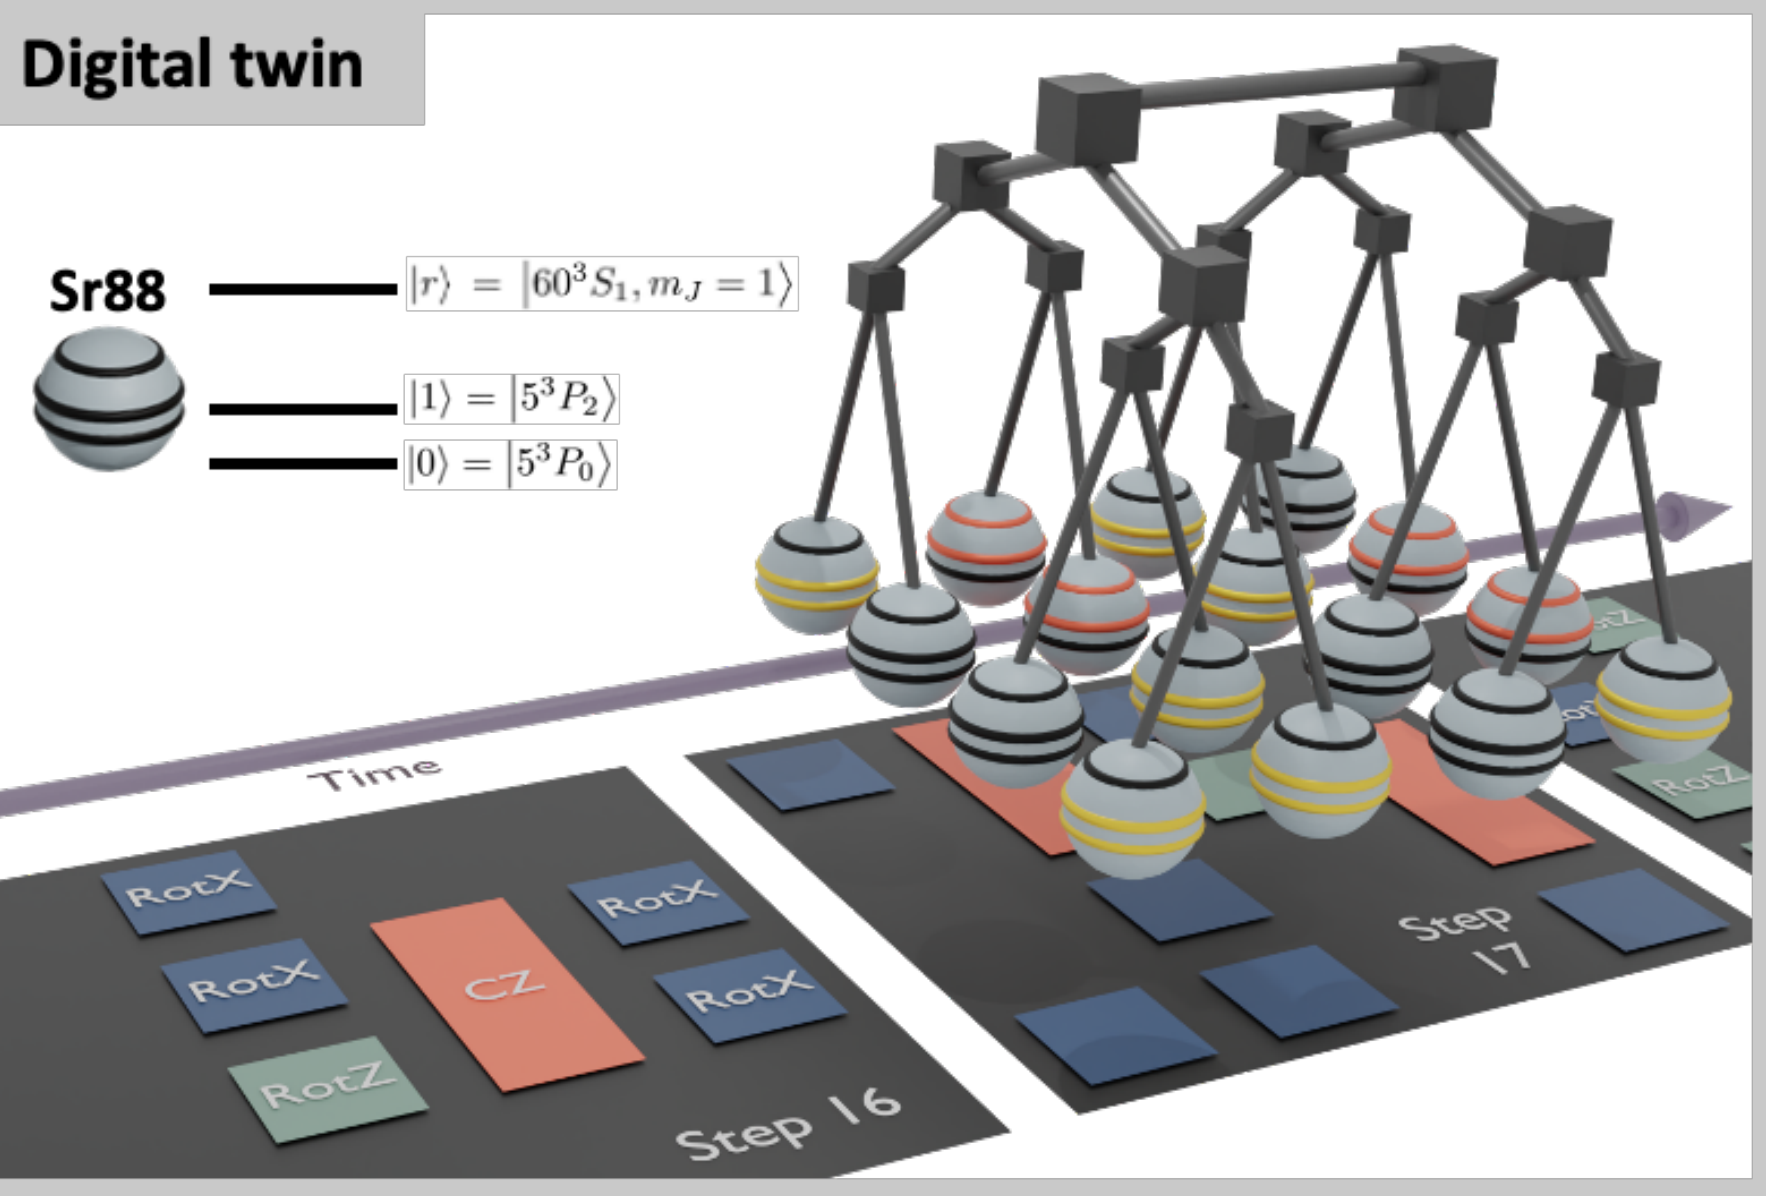 Digital twin
Sr88
|r⟩ = |60³S₁, m_J = 1⟩
|1⟩ = |5³P₂⟩
|0⟩ = |5³P₀⟩
Time
RotX
RotX
RotZ
CZ
RotX
RotX
Step 16
Step
17
RotZ